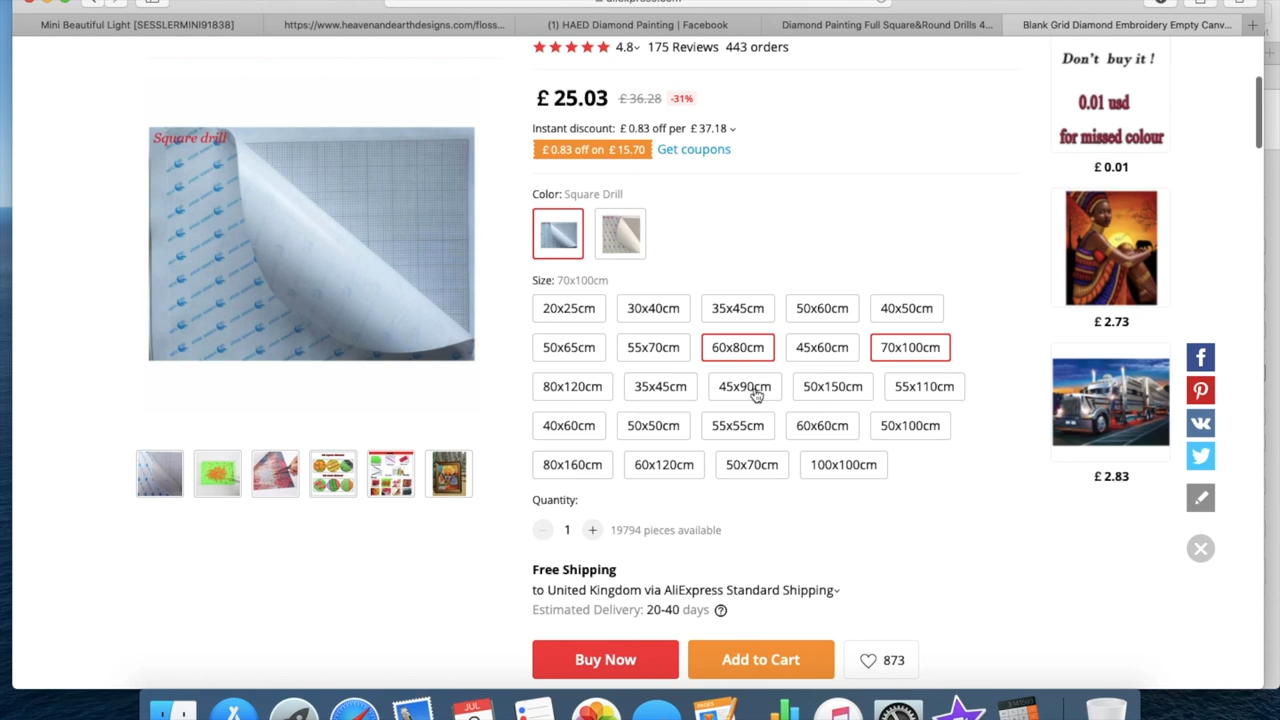 aliexpress.com
Mini Beautiful Light [SESSLERMINI91838]
https://www.heavenandearthdesigns.com/floss...
(1) HAED Diamond Painting | Facebook
Diamond Painting Full Square&Round Drills 4...
Blank Grid Diamond Embroidery Empty Canv...
4.8 175 Reviews 443 orders
£ 25.03 £ 36.28 -31%
Instant discount: £ 0.83 off per £ 37.18
£ 0.83 off on £ 15.70 Get coupons
Square drill
Color: Square Drill
Size: 70x100cm
20x25cm 30x40cm 35x45cm 50x60cm 40x50cm
50x65cm 55x70cm 60x80cm 45x60cm 70x100cm
80x120cm 35x45cm 45x90cm 50x150cm 55x110cm
40x60cm 50x50cm 55x55cm 60x60cm 50x100cm
80x160cm 60x120cm 50x70cm 100x100cm
Quantity:
1 + 19794 pieces available
Free Shipping
to United Kingdom via AliExpress Standard Shipping
Estimated Delivery: 20-40 days ?
Buy Now Add to Cart 873
Don't buy it !
0.01 usd
for missed colour
£ 0.01
£ 2.73
£ 2.83
JUL